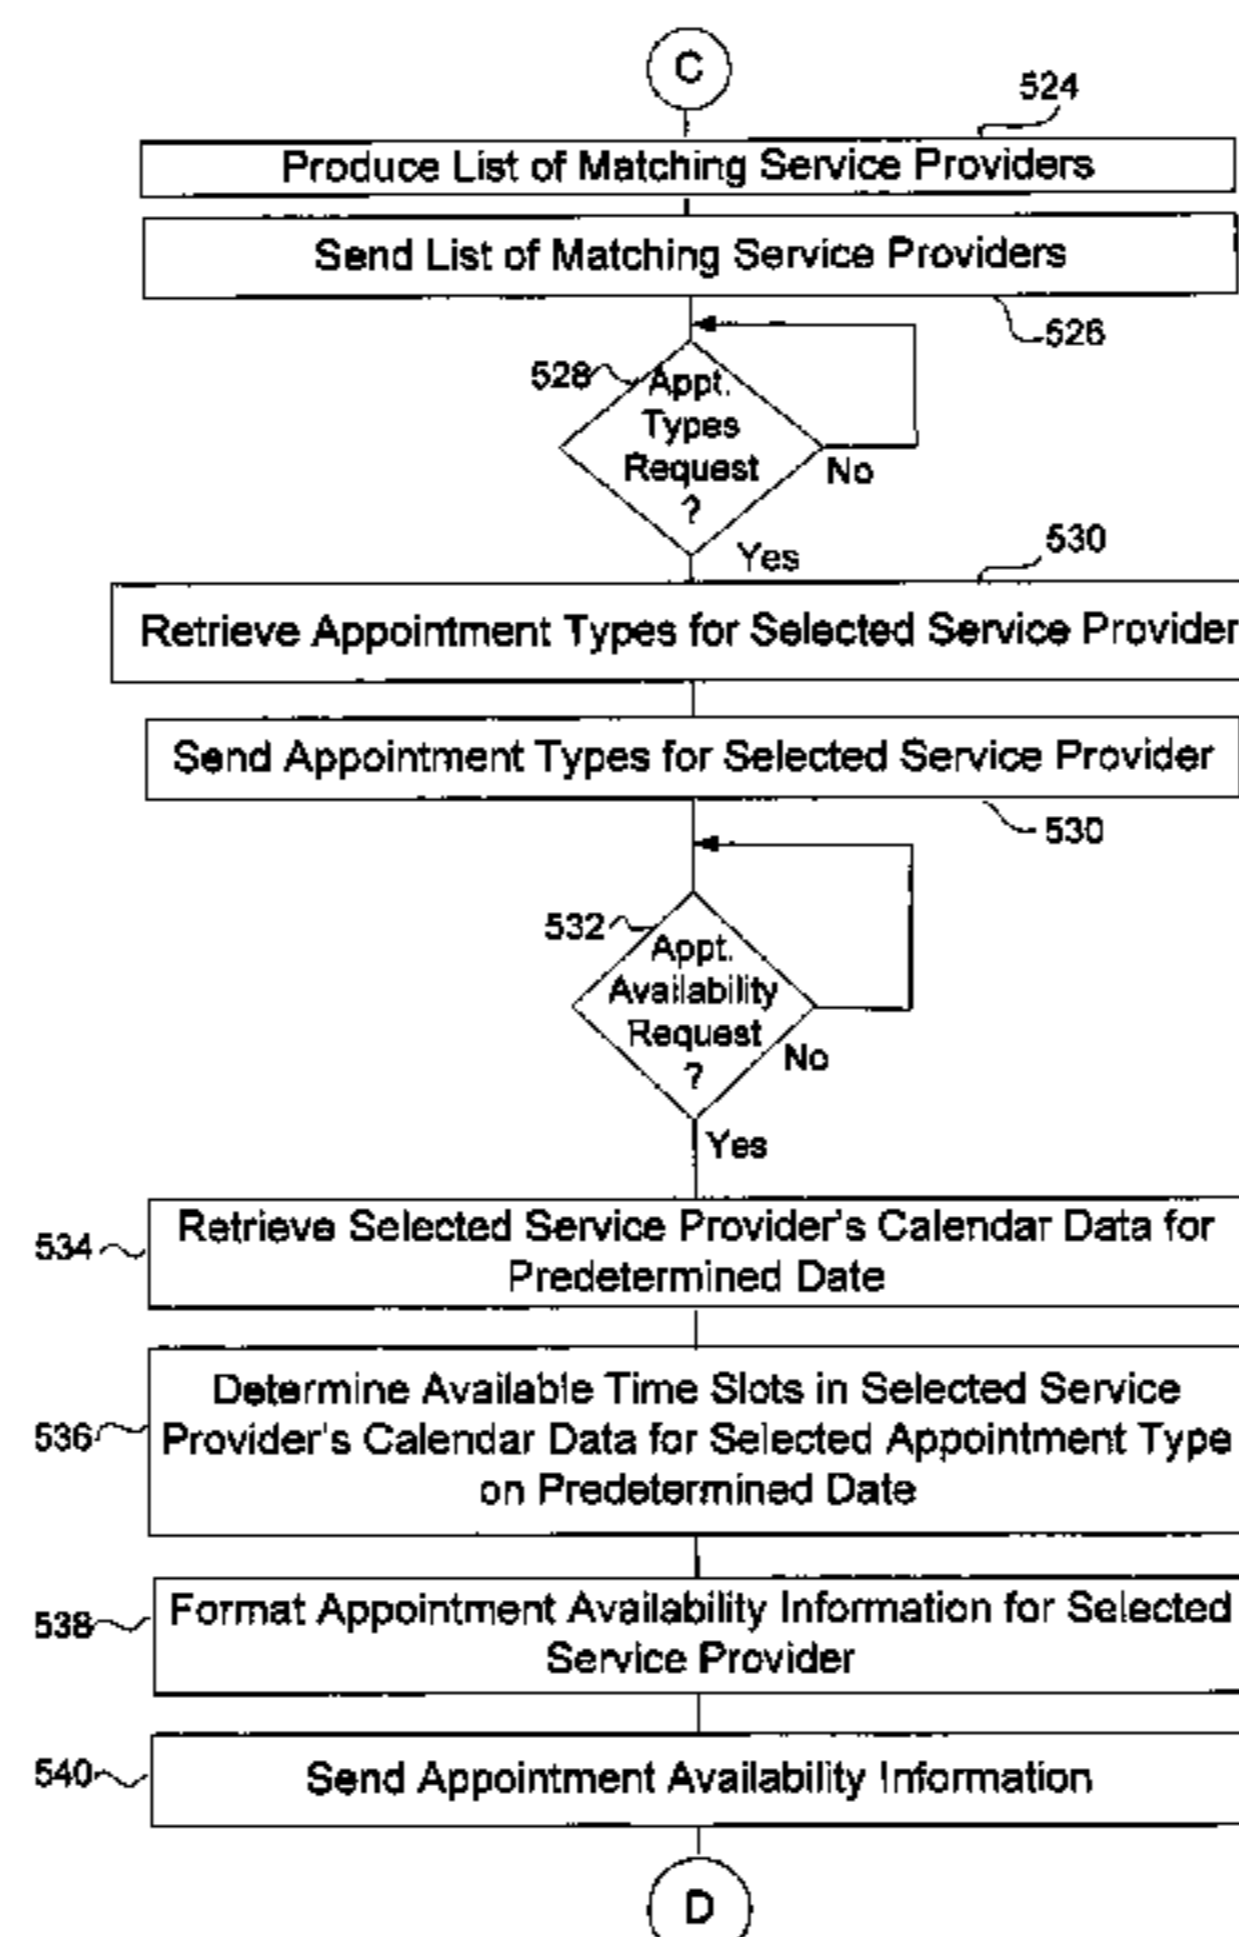 C
524
Produce List of Matching Service Providers
Send List of Matching Service Providers
526
528
Appt.
Types
Request
?
No
Yes
530
Retrieve Appointment Types for Selected Service Provider
Send Appointment Types for Selected Service Provider
530
532
Appt.
Availability
Request
?
No
Yes
534
Retrieve Selected Service Provider's Calendar Data for
Predetermined Date
536
Determine Available Time Slots in Selected Service
Provider's Calendar Data for Selected Appointment Type
on Predetermined Date
538
Format Appointment Availability Information for Selected
Service Provider
540
Send Appointment Availability Information
D